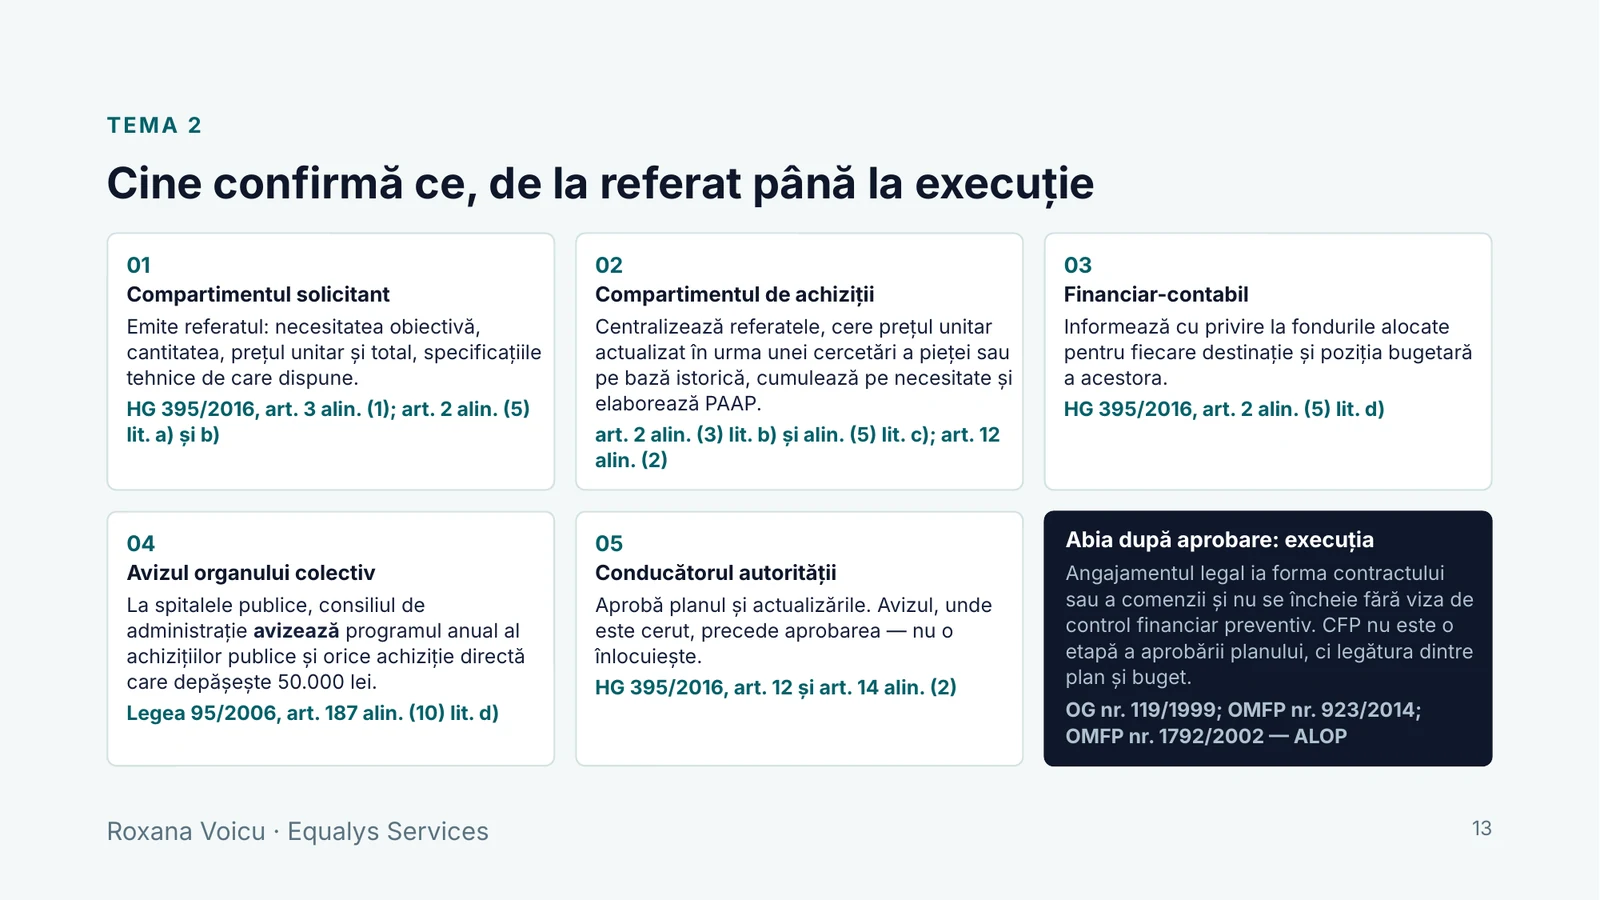 TEMA 2
Cine confirmă ce, de la referat până la execuție
01
Compartimentul solicitant
Emite referatul: necesitatea obiectivă,
cantitatea, prețul unitar și total, specificațiile
tehnice de care dispune.
HG 395/2016, art. 3 alin. (1); art. 2 alin. (5)
lit. a) și b)
02
Compartimentul de achiziții
Centralizează referatele, cere prețul unitar
actualizat în urma unei cercetări a pieței sau
pe bază istorică, cumulează pe necesitate și
elaborează PAAP.
art. 2 alin. (3) lit. b) și alin. (5) lit. c); art. 12
alin. (2)
03
Financiar-contabil
Informează cu privire la fondurile alocate
pentru fiecare destinație și poziția bugetară
a acestora.
HG 395/2016, art. 2 alin. (5) lit. d)
04
Avizul organului colectiv
La spitalele publice, consiliul de
administrație avizează programul anual al
achizițiilor publice și orice achiziție directă
care depășește 50.000 lei.
Legea 95/2006, art. 187 alin. (10) lit. d)
05
Conducătorul autorității
Aprobă planul și actualizările. Avizul, unde
este cerut, precede aprobarea — nu o
înlocuiește.
HG 395/2016, art. 12 și art. 14 alin. (2)
Abia după aprobare: execuția
Angajamentul legal ia forma contractului
sau a comenzii și nu se încheie fără viza de
control financiar preventiv. CFP nu este o
etapă a aprobării planului, ci legătura dintre
plan și buget.
OG nr. 119/1999; OMFP nr. 923/2014;
OMFP nr. 1792/2002 — ALOP
Roxana Voicu · Equalys Services
13